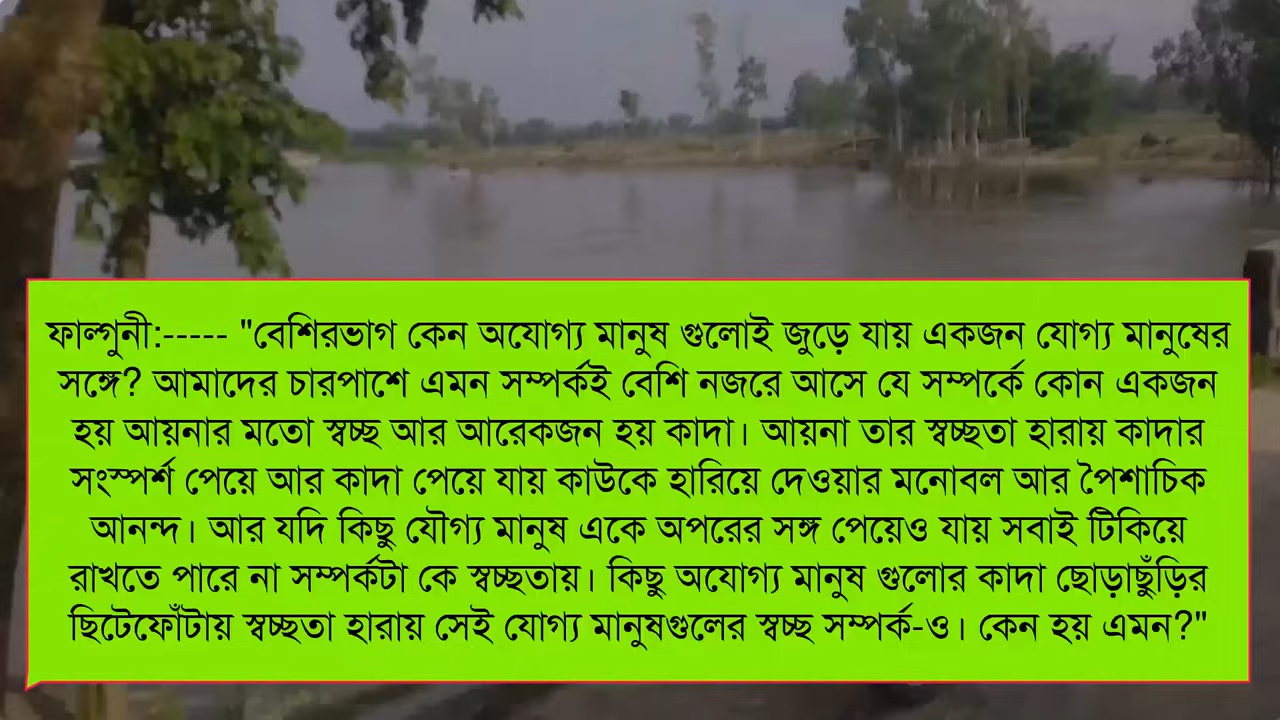 ফাল্গুনী:----- "বেশিরভাগ কেন অযোগ্য মানুষ গুলোই জুড়ে যায় একজন যোগ্য মানুষের
সঙ্গে? আমাদের চারপাশে এমন সম্পর্কই বেশি নজরে আসে যে সম্পর্কে কোন একজন
হয় আয়নার মতো স্বচ্ছ আর আরেকজন হয় কাদা। আয়না তার স্বচ্ছতা হারায় কাদার
সংস্পর্শ পেয়ে আর কাদা পেয়ে যায় কাউকে হারিয়ে দেওয়ার মনোবল আর পৈশাচিক
আনন্দ। আর যদি কিছু যৌগ্য মানুষ একে অপরের সঙ্গ পেয়েও যায় সবাই টিকিয়ে
রাখতে পারে না সম্পর্কটা কে স্বচ্ছতায়। কিছু অযোগ্য মানুষ গুলোর কাদা ছোড়াছুঁড়ির
ছিটেফোঁটায় স্বচ্ছতা হারায় সেই যোগ্য মানুষগুলের স্বচ্ছ সম্পর্ক-ও। কেন হয় এমন?"